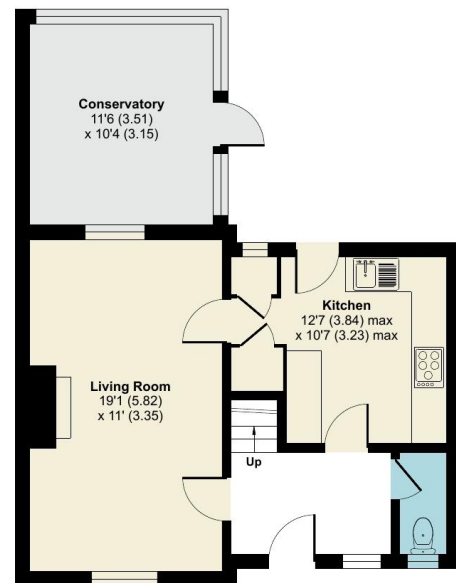 Conservatory
11'6 (3.51)
x 10'4 (3.15)
Kitchen
12'7 (3.84) max
x 10'7 (3.23) max
Living Room
19'1 (5.82)
x 11' (3.35)
Up